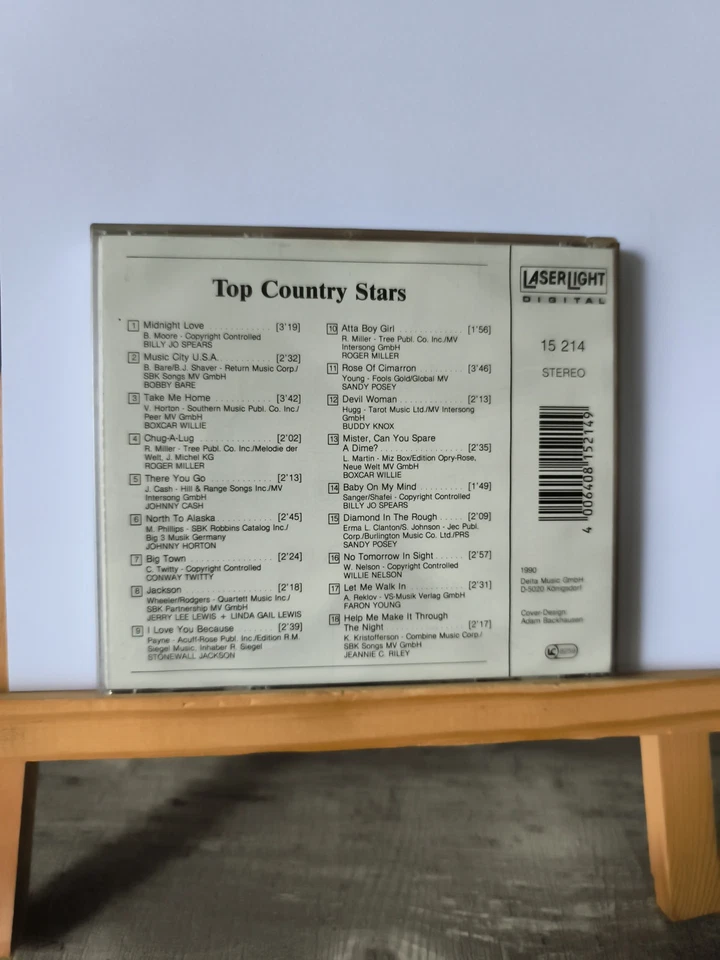 Top Country Stars
1 Midnight Love ............ [3'19]
B. Moore - Copyright Controlled
BILLY JO SPEARS
2 Music City U.S.A. ............ [2'32]
B. Bare/B.J. Shaver - Return Music Corp./
SBK Songs MV GmbH
BOBBY BARE
3 Take Me Home ............ [3'42]
V. Horton - Southern Music Publ. Co. Inc./
Peer MV GmbH
BOXCAR WILLIE
4 Chug-A-Lug ............ [2'02]
R. Miller - Tree Publ. Co. Inc./Melodie der
Welt, J. Michel KG
ROGER MILLER
5 There You Go ............ [2'13]
J. Cash - Hill & Range Songs Inc./MV
Intersong GmbH
JOHNNY CASH
6 North To Alaska ............ [2'45]
M. Phillips - SBK Robbins Catalog Inc./
Big 3 Musik Germany
JOHNNY HORTON
7 Big Town ............ [2'24]
C. Twitty - Copyright Controlled
CONWAY TWITTY
8 Jackson ............ [2'18]
Wheeler/Rodgers - Quartett Music Inc./
SBK Partnership MV GmbH
JERRY LEE LEWIS + LINDA GAIL LEWIS
9 I Love You Because ............ [2'39]
Payne - Acuff-Rose Publ. Inc./Edition R.M.
Siegel Music. Inhaber R. Siegel
STONEWALL JACKSON
10 Atta Boy Girl ............ [1'56]
R. Miller - Tree Publ. Co. Inc./MV
Intersong GmbH
ROGER MILLER
11 Rose Of Cimarron ............ [3'46]
Young - Fools Gold/Global MV
SANDY POSEY
12 Devil Woman ............ [2'13]
Hugg - Tarot Music Ltd./MV Intersong
GmbH
BUDDY KNOX
13 Mister, Can You Spare
A Dime? ............ [2'35]
L. Martin - Miz Box/Edition Opry-Rose,
Neue Welt MV GmbH
BOXCAR WILLIE
14 Baby On My Mind ............ [1'49]
Sanger/Shafei - Copyright Controlled
BILLY JO SPEARS
15 Diamond In The Rough ............ [2'09]
Erma L. Clanton/S. Johnson - Jec Publ.
Corp./Burlington Music Co. Ltd./PRS
SANDY POSEY
16 No Tomorrow In Sight ............ [2'57]
W. Nelson - Copyright Controlled
WILLIE NELSON
17 Let Me Walk In ............ [2'31]
A. Reklov - VS-Musik Verlag GmbH
FARON YOUNG
18 Help Me Make It Through
The Night ............ [2'17]
K. Kristofferson - Combine Music Corp./
SBK Songs MV GmbH
JEANNIE C. RILEY
LASERLIGHT
DIGITAL
15 214
STEREO
4 006408 152149
1990
Delta Music GmbH
D-5020 Königsdorf
Cover Design:
Adam Backhausen
LC